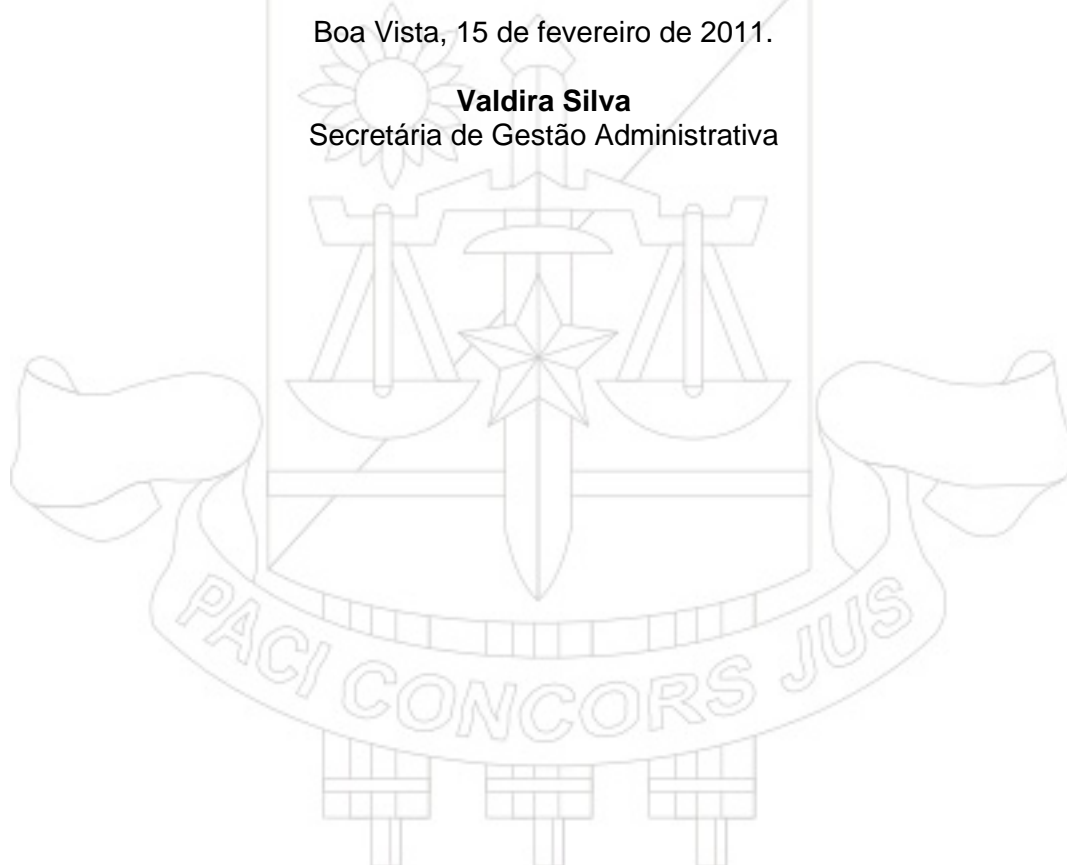 Boa Vista, 15 de fevereiro de 2011.
Valdira Silva
Secretária de Gestão Administrativa
PACI CONCORS JUS